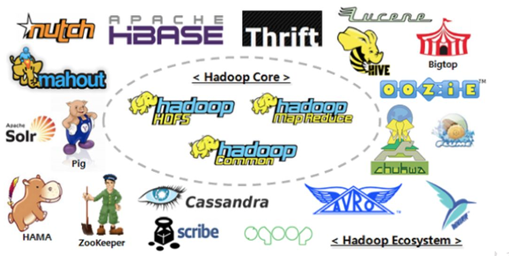 nutch
APACHE
HBASE
Thrift
Lucene
HIVE
Bigtop
mahout
< Hadoop Core >
OOZIE™
hadoop
HDFS
hadoop
Map Reduce
Apache
Solr
Pig
hadoop
Common
chukwa
HAMA
ZooKeeper
Cassandra
scribe
sqoop
AVRO
< Hadoop Ecosystem >